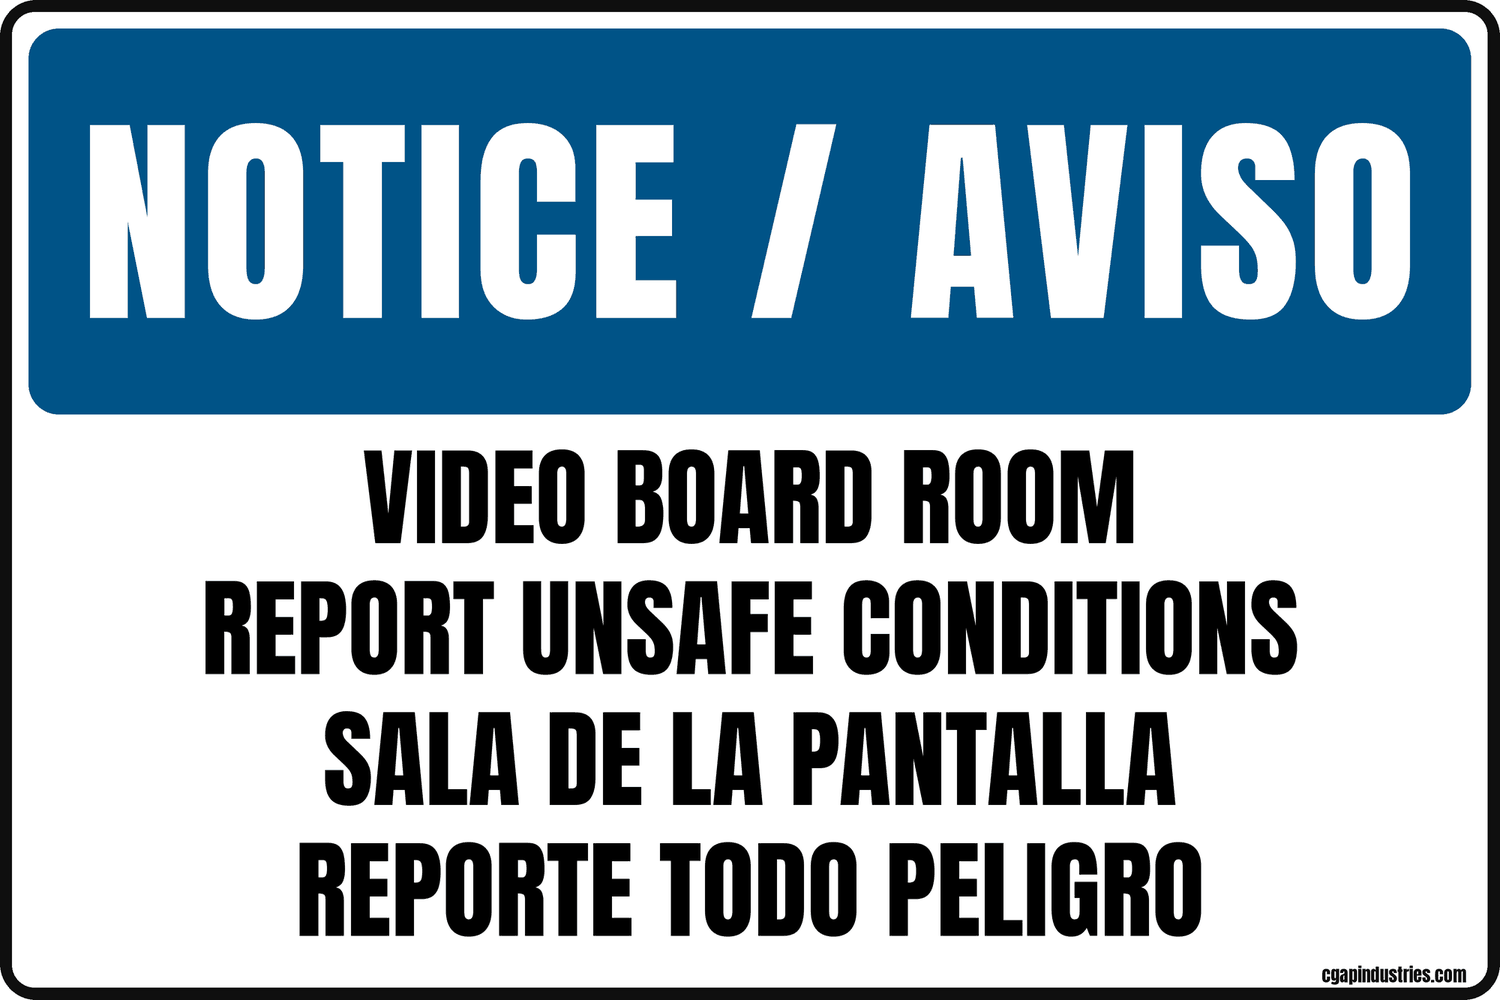 NOTICE / AVISO
VIDEO BOARD ROOM
REPORT UNSAFE CONDITIONS
SALA DE LA PANTALLA
REPORTE TODO PELIGRO
cgapindustries.com